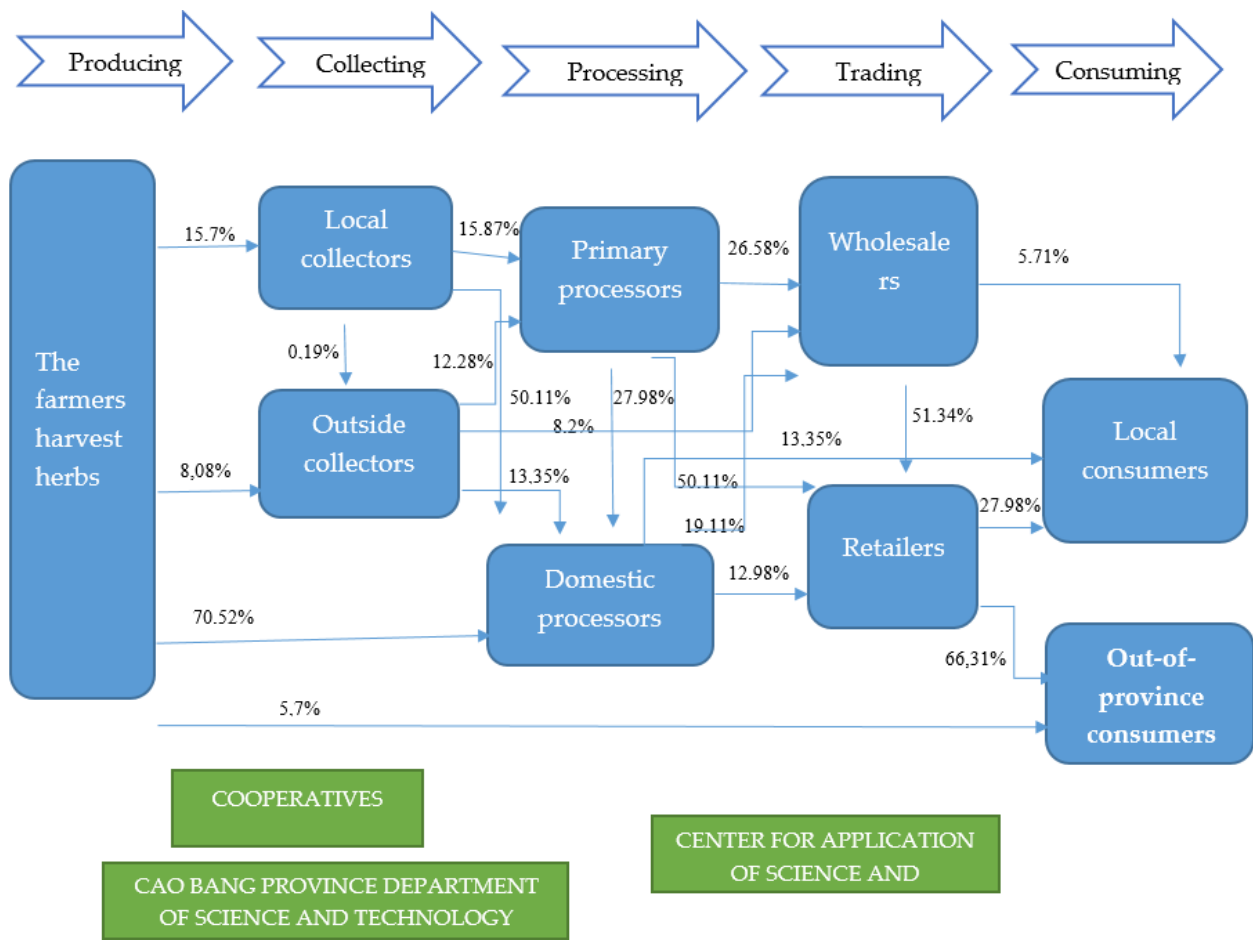 Producing
Collecting
Processing
Trading
Consuming
The
farmers
harvest
herbs
15.7%
Local
collectors
15.87%
Primary
processors
26.58%
Wholesale
rs
5.71%
0,19%
12.28%
50.11%
27.98%
8.2%
51.34%
13,35%
Local
consumers
8,08%
Outside
collectors
13,35%
50.11%
19.11%
Retailers
27.98%
70.52%
Domestic
processors
12.98%
66,31%
5,7%
Out-of-
province
consumers
COOPERATIVES
CENTER FOR APPLICATION
OF SCIENCE AND
CAO BANG PROVINCE DEPARTMENT
OF SCIENCE AND TECHNOLOGY